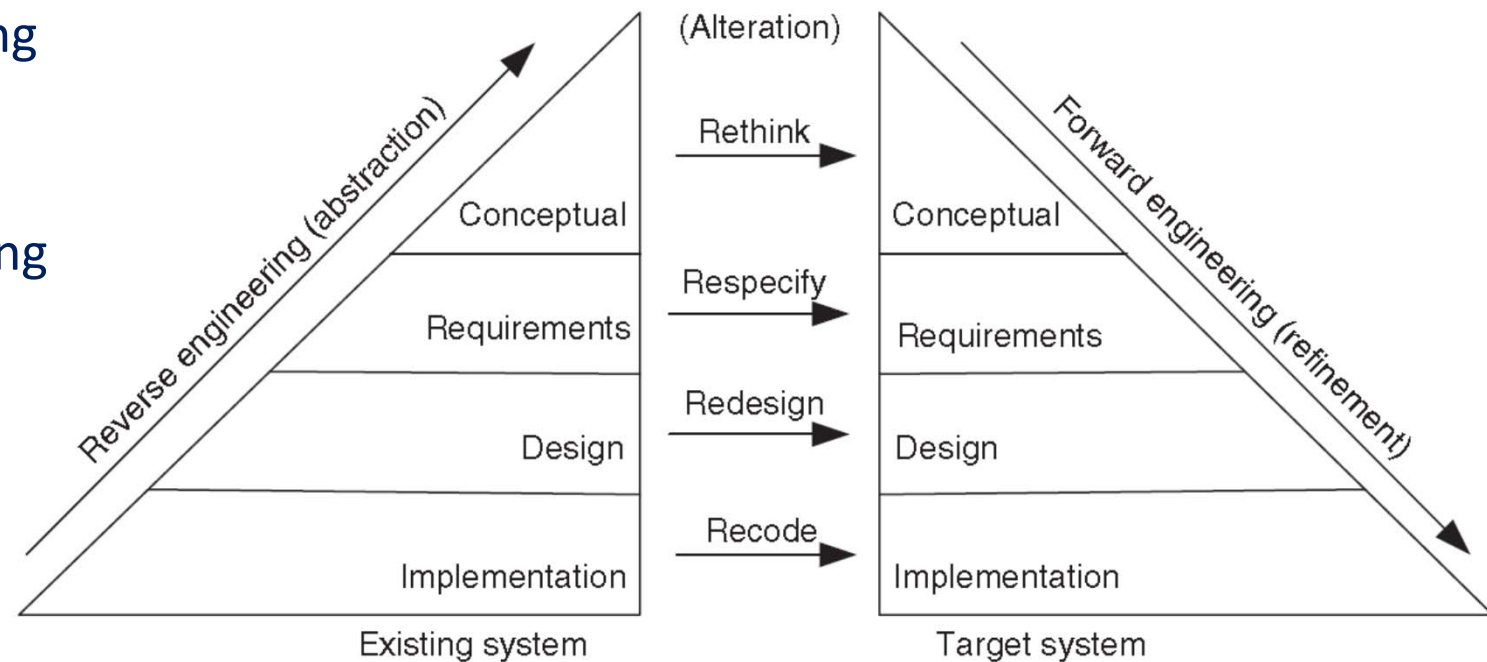 ng
ng
(Alteration)
Reverse engineering (abstraction)
Rethink
Forward engineering (refinement)
Conceptual
Conceptual
Respecify
Requirements
Requirements
Redesign
Design
Design
Recode
Implementation
Implementation
Existing system
Target system